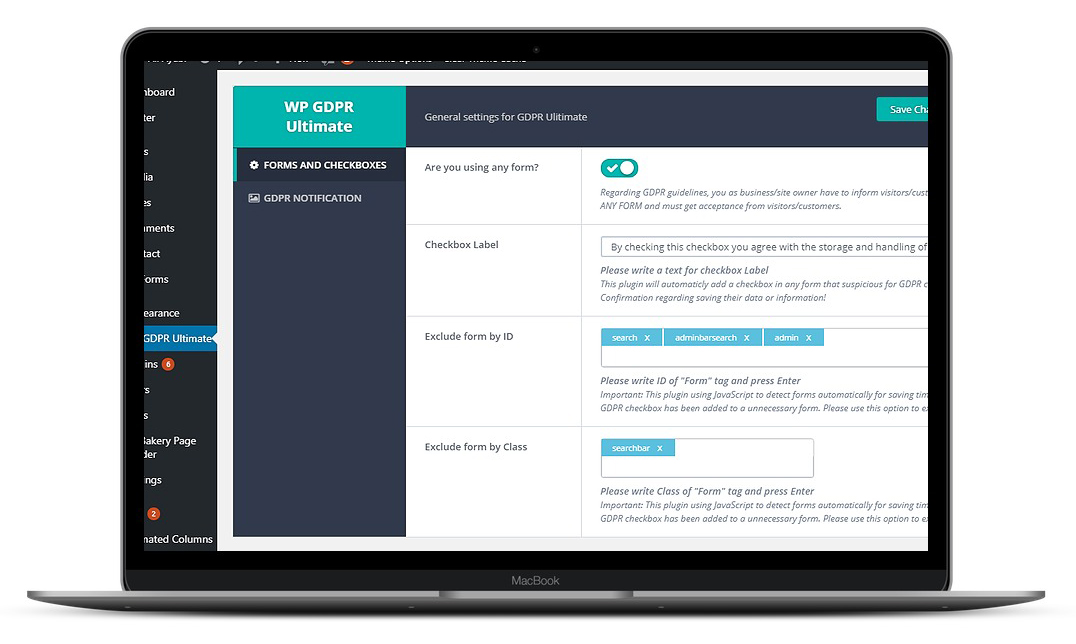 nboard
ter
s
lia
es
nments
tact
orms
earance
GDPR Ultimate
ins 6
rs
s
Bakery Page
der
ngs
2
mated Columns
WP GDPR
Ultimate
FORMS AND CHECKBOXES
GDPR NOTIFICATION
General settings for GDPR Ulitimate
Save Cha
Are you using any form?
Regarding GDPR guidelines, you as business/site owner have to inform visitors/cust
ANY FORM and must get acceptance from visitors/customers.
Checkbox Label
By checking this checkbox you agree with the storage and handling of
Please write a text for checkbox Label
This plugin will automaticly add a checkbox in any form that suspicious for GDPR c
Confirmation regarding saving their data or information!
Exclude form by ID
search x adminbarsearch x admin x
Please write ID of "Form" tag and press Enter
Important: This plugin using JavaScript to detect forms automatically for saving tim
GDPR checkbox has been added to a unnecessary form. Please use this option to ex
Exclude form by Class
searchbar x
Please write Class of "Form" tag and press Enter
Important: This plugin using JavaScript to detect forms automatically for saving tim
GDPR checkbox has been added to a unnecessary form. Please use this option to ex
MacBook